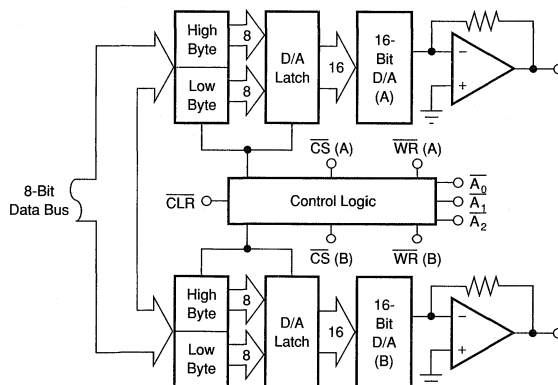 High
Byte
8
D/A
Latch
16
16-
Bit
D/A
(A)
−
+
Low
Byte
8
8-Bit
Data Bus
CS (A)
WR (A)
CLR
Control Logic
A0
A1
A2
CS
(B)
WR (B)
High
Byte
8
D/A
Latch
16
16-
Bit
D/A
(B)
−
+
Low
Byte
8